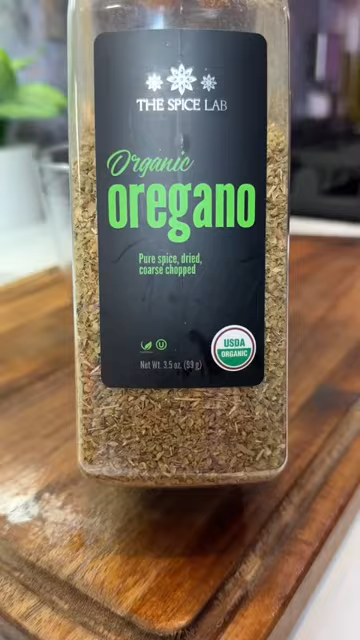 THE SPICE LAB
Organic
oregano
Pure spice, dried,
coarse chopped
U
USDA
ORGANIC
Net Wt. 3.5 oz. (99 g)